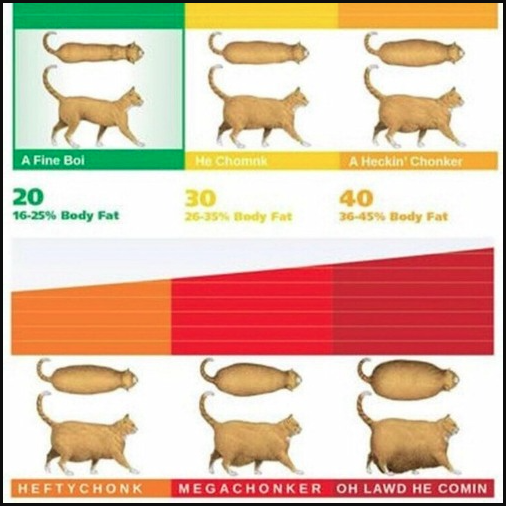 A Fine Boi
He Chomnk
A Heckin' Chonker
20
30
40
16-25% Body Fat
26-35% Body Fat
36-45% Body Fat
HEFTYCHONK
MEGACHONKER
OH LAWD HE COMIN